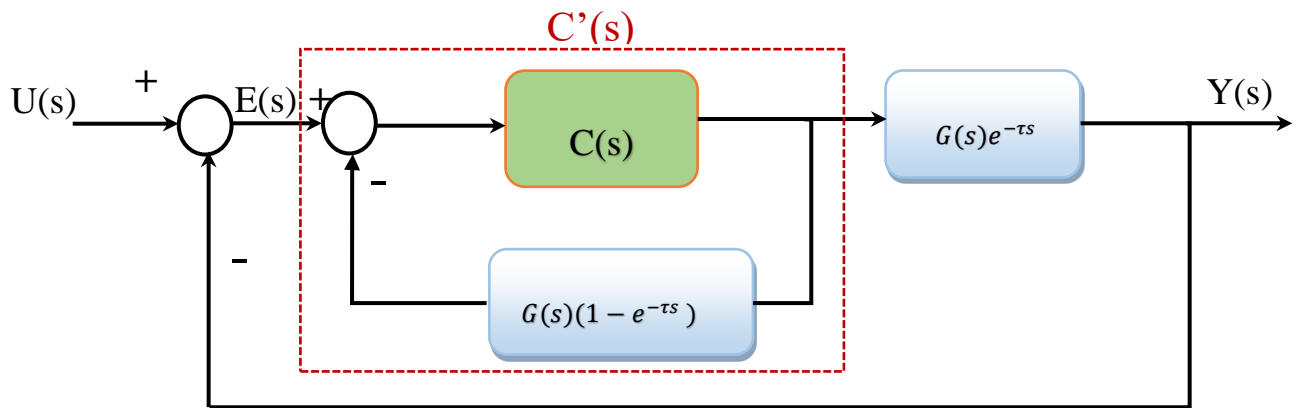 C’(s)
U(s)
+
E(s)
+
C(s)
G(s)e^{-τs}
Y(s)
-
-
G(s)(1 − e^{-τs})